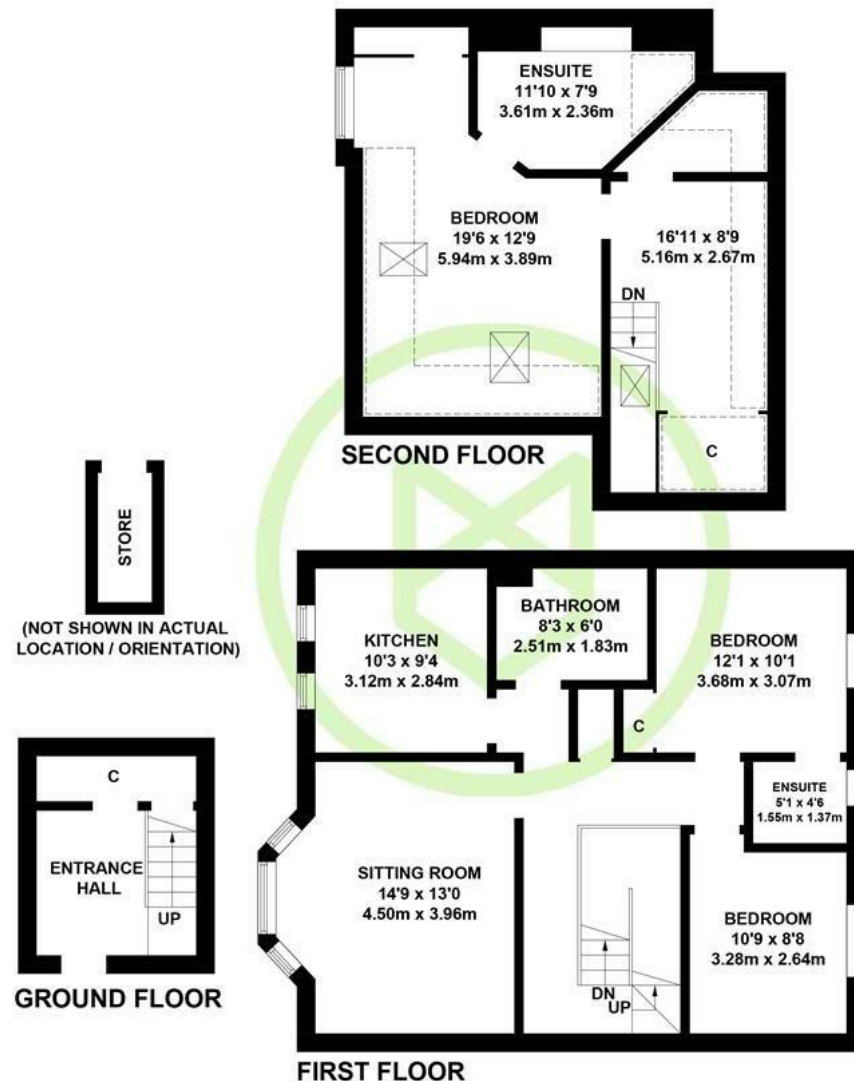 ENSUITE
11'10 x 7'9
3.61m x 2.36m
BEDROOM
19'6 x 12'9
5.94m x 3.89m
16'11 x 8'9
5.16m x 2.67m
DN
C
SECOND FLOOR
STORE
(NOT SHOWN IN ACTUAL
LOCATION / ORIENTATION)
KITCHEN
10'3 x 9'4
3.12m x 2.84m
BATHROOM
8'3 x 6'0
2.51m x 1.83m
BEDROOM
12'1 x 10'1
3.68m x 3.07m
C
ENSUITE
5'1 x 4'6
1.55m x 1.37m
SITTING ROOM
14'9 x 13'0
4.50m x 3.96m
BEDROOM
10'9 x 8'8
3.28m x 2.64m
DN
UP
FIRST FLOOR
C
ENTRANCE
HALL
UP
GROUND FLOOR